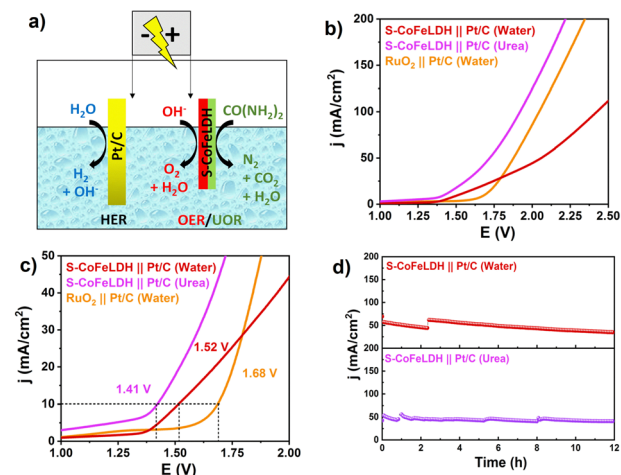 a)
- +
H₂O
OH⁻
CO(NH₂)₂
Pt/C
S-CoFeLDH
H₂
+ OH⁻
O₂
+ H₂O
N₂
+ CO₂
+ H₂O
HER
OER/UOR
b)
S-CoFeLDH || Pt/C (Water)
S-CoFeLDH || Pt/C (Urea)
RuO₂ || Pt/C (Water)
j (mA/cm²)
200
150
100
50
0
1.00 1.25 1.50 1.75 2.00 2.25 2.50
E (V)
c)
S-CoFeLDH || Pt/C (Water)
S-CoFeLDH || Pt/C (Urea)
RuO₂ || Pt/C (Water)
1.52 V
1.41 V
1.68 V
j (mA/cm²)
50
40
30
20
10
0
1.00 1.25 1.50 1.75 2.00
E (V)
d)
S-CoFeLDH || Pt/C (Water)
j (mA/cm²)
200
150
100
50
S-CoFeLDH || Pt/C (Urea)
200
150
100
50
0
0 2 4 6 8 10 12
Time (h)